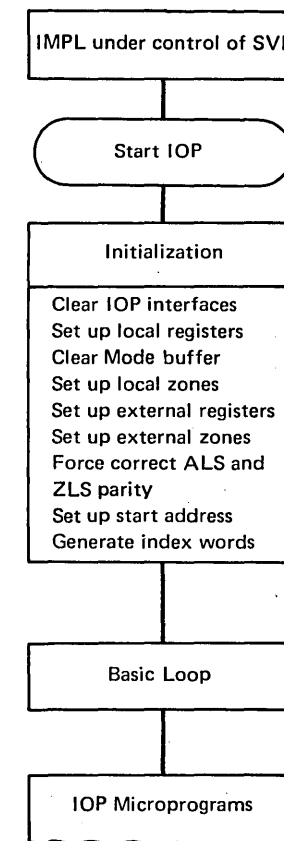 IMPL under control of
Start IOP
Initialization
Clear IOP interfaces
Set up local registers
Clear Mode buffer
Set up local zones
Set up external registers
Set up external zones
Force correct ALS and
ZLS parity
Set up start address
Generate index words
Basic Loop
IOP Microprograms